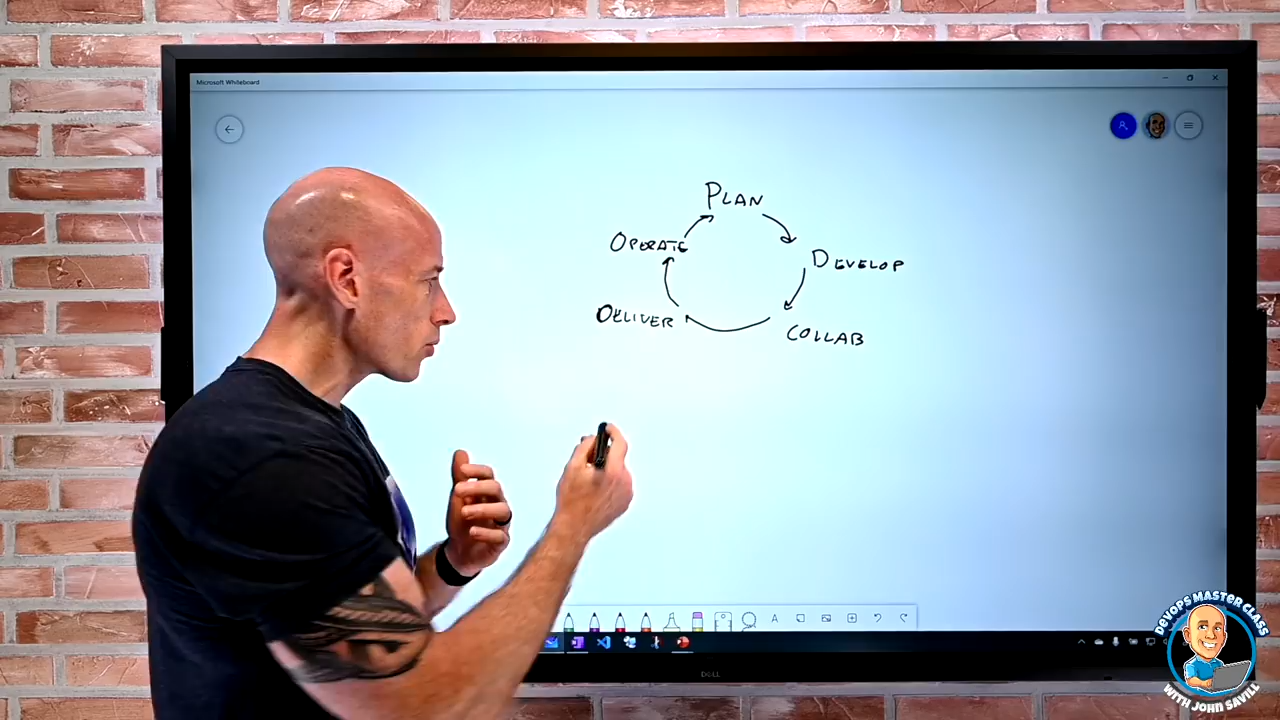 Microsoft Whiteboard
PLAN
OPERATE
DEVELOP
DELIVER
COLLAB
A
DELL
DEVOPS MASTER CLASS
WITH JOHN SAVILL